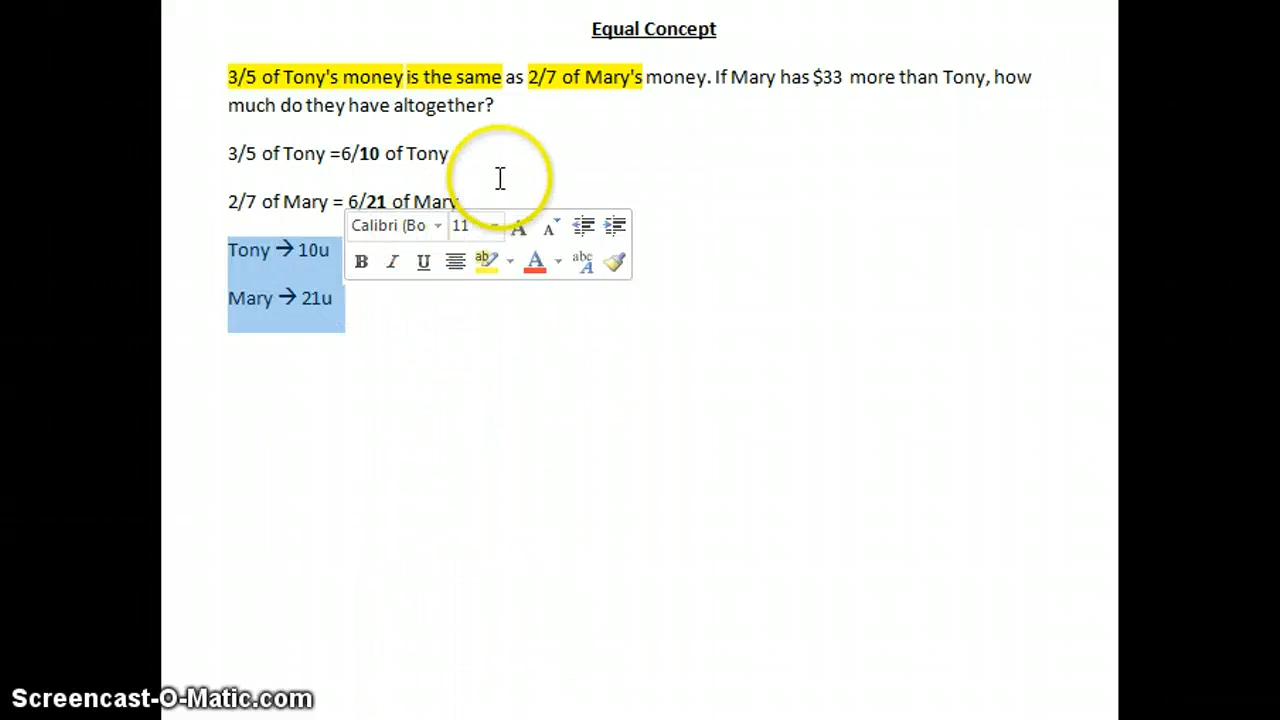 Equal Concept
3/5 of Tony's money is the same as 2/7 of Mary's money. If Mary has $33 more than Tony, how
much do they have altogether?
3/5 of Tony =6/10 of Tony
2/7 of Mary = 6/21 of Mary
Calibri (Bo 11 A A
Tony → 10u
B I U ab A abc A
Mary → 21u
Screencast-O-Matic.com